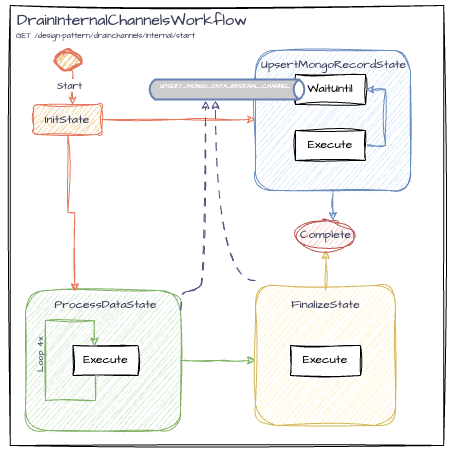 DrainInternalChannelsWorkflow
GET /design-pattern/drainchannels/internal/start
Start
InitState
UpsertMongoRecordState
UPSERT_MONGO_DATA_INTERNAL_CHANNEL
WaitUntil
Execute
Complete
ProcessDataState
Loop 4x
Execute
FinalizeState
Execute